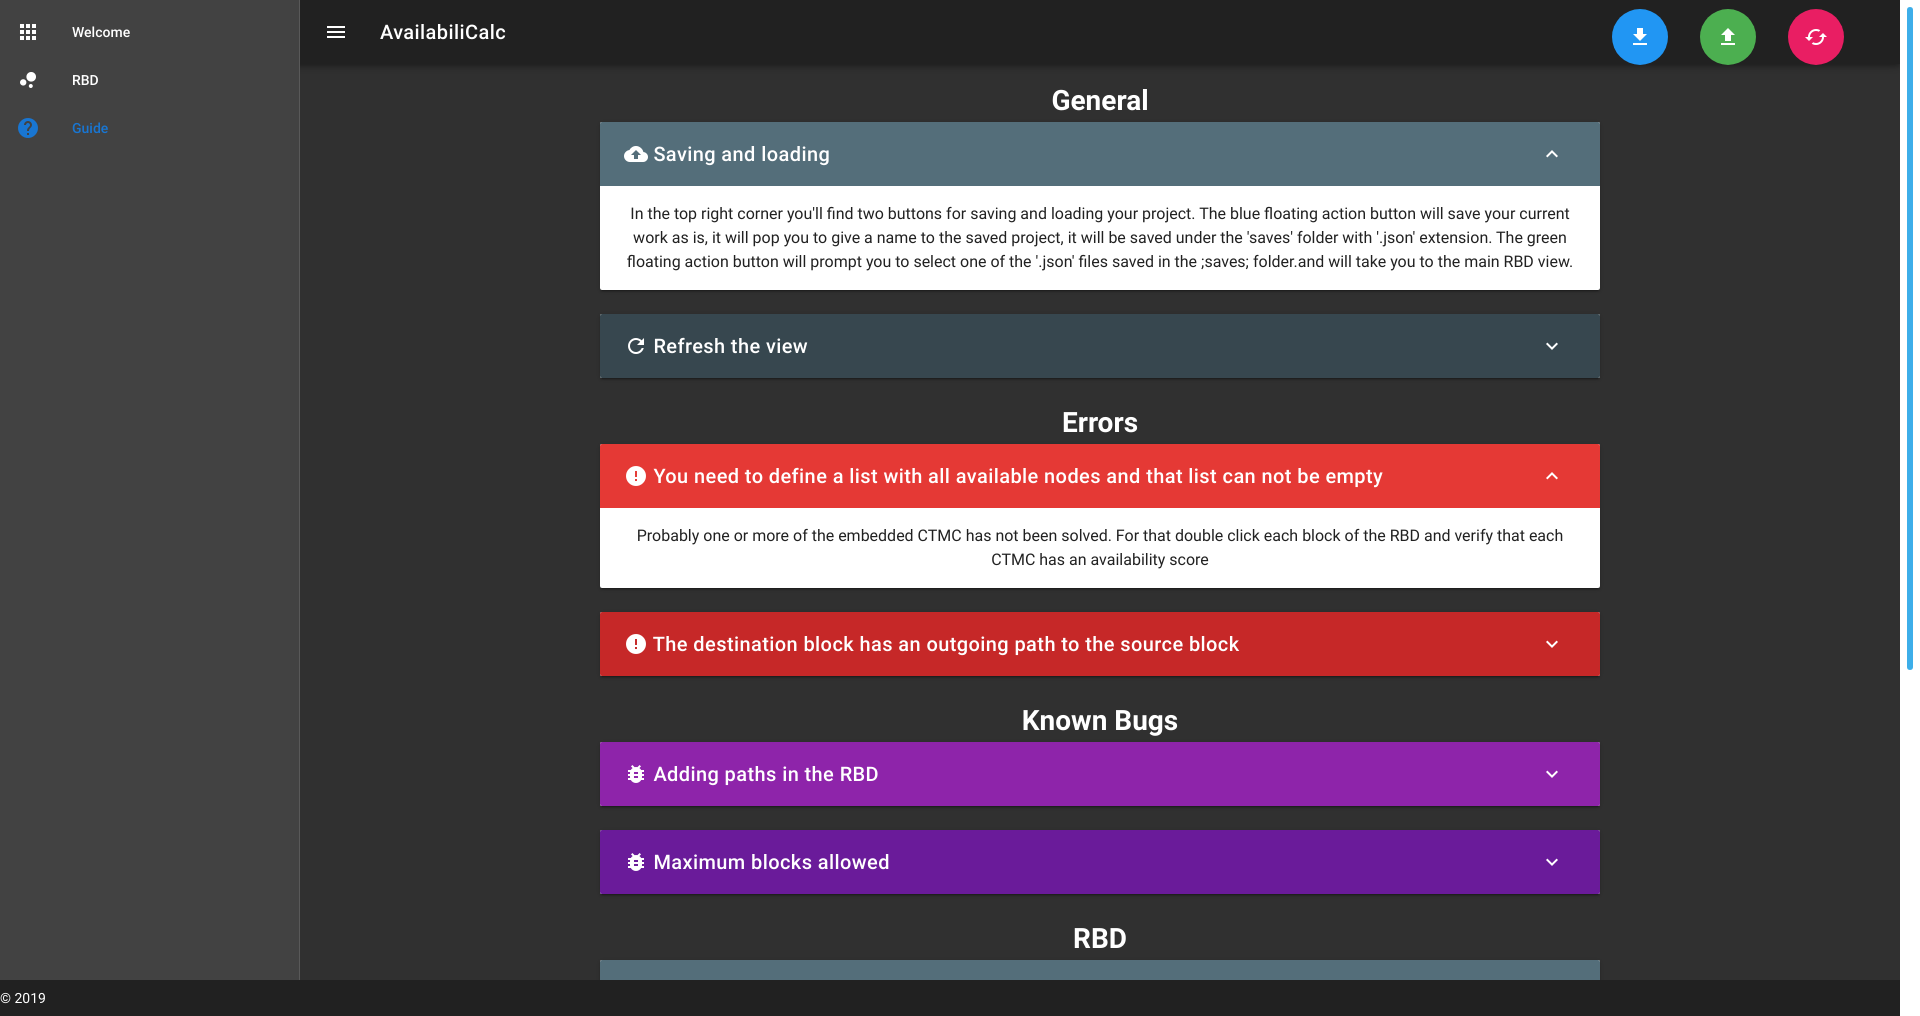 Welcome
RBD
Guide
AvailabiliCalc
General
Saving and loading
In the top right corner you'll find two buttons for saving and loading your project. The blue floating action button will save your current
work as is, it will pop you to give a name to the saved project, it will be saved under the 'saves' folder with '.json' extension. The green
floating action button will prompt you to select one of the '.json' files saved in the ;saves; folder.and will take you to the main RBD view.
Refresh the view
Errors
You need to define a list with all available nodes and that list can not be empty
Probably one or more of the embedded CTMC has not been solved. For that double click each block of the RBD and verify that each
CTMC has an availability score
The destination block has an outgoing path to the source block
Known Bugs
Adding paths in the RBD
Maximum blocks allowed
RBD
© 2019